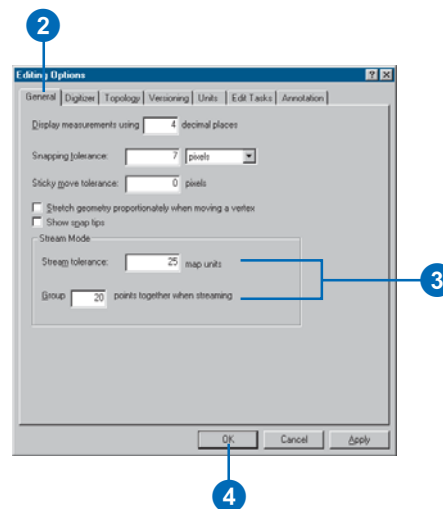 2
Editing Options
General Digitizer Topology Versioning Units Edit Tasks Annotation
Display measurements using 4 decimal places
Snapping tolerance: 7 pixels
Sticky move tolerance: 0 pixels
Stretch geometry proportionately when moving a vertex
Show snap tips
Stream Mode
Stream tolerance: 25 map units
3
Group 20 points together when streaming
OK Cancel Apply
4